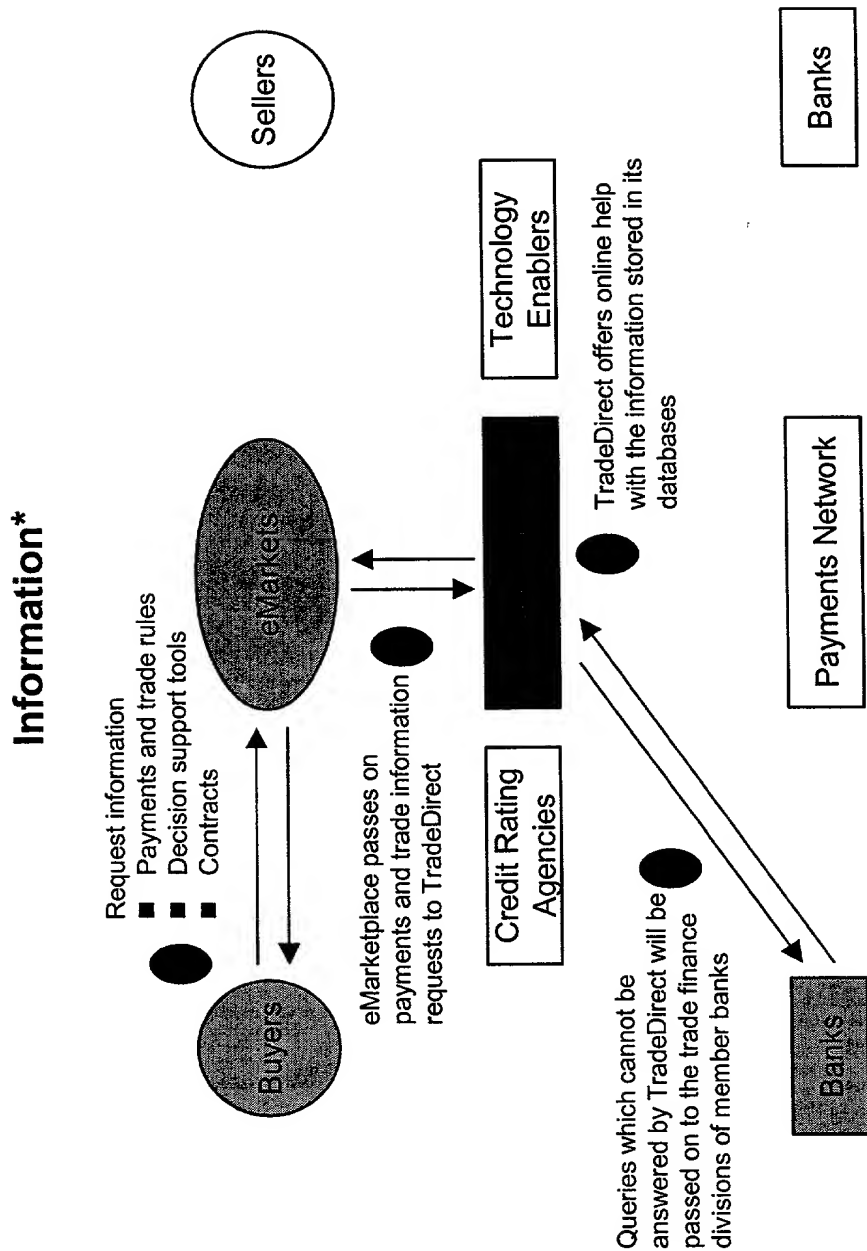 Information*
Request information
Payments and trade rules
Decision support tools
Contracts
Buyers
eMarkets
Sellers
eMarketplace passes on
payments and trade information
requests to TradeDirect
Credit Rating
Agencies
Technology
Enablers
TradeDirect offers online help
with the information stored in its
databases
Queries which cannot be
answered by TradeDirect will be
passed on to the trade finance
divisions of member banks
Banks
Payments Network
Banks